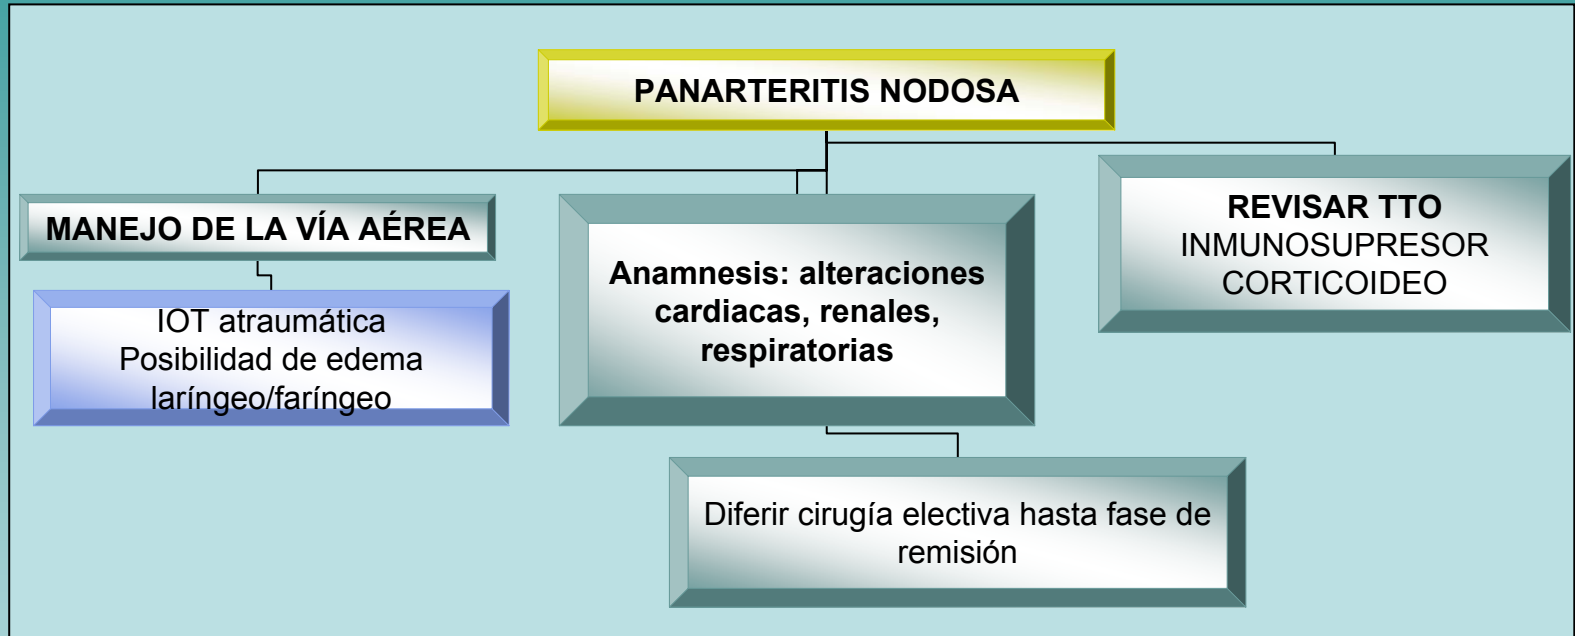 PANARTERITIS NODOSA
MANEJO DE LA VÍA AÉREA
IOT atraumática
Posibilidad de edema
laríngeo/faríngeo
Anamnesis: alteraciones
cardiacas, renales,
respiratorias
Diferir cirugía electiva hasta fase de
remisión
REVISAR TTO
INMUNOSUPRESOR
CORTICOIDEO